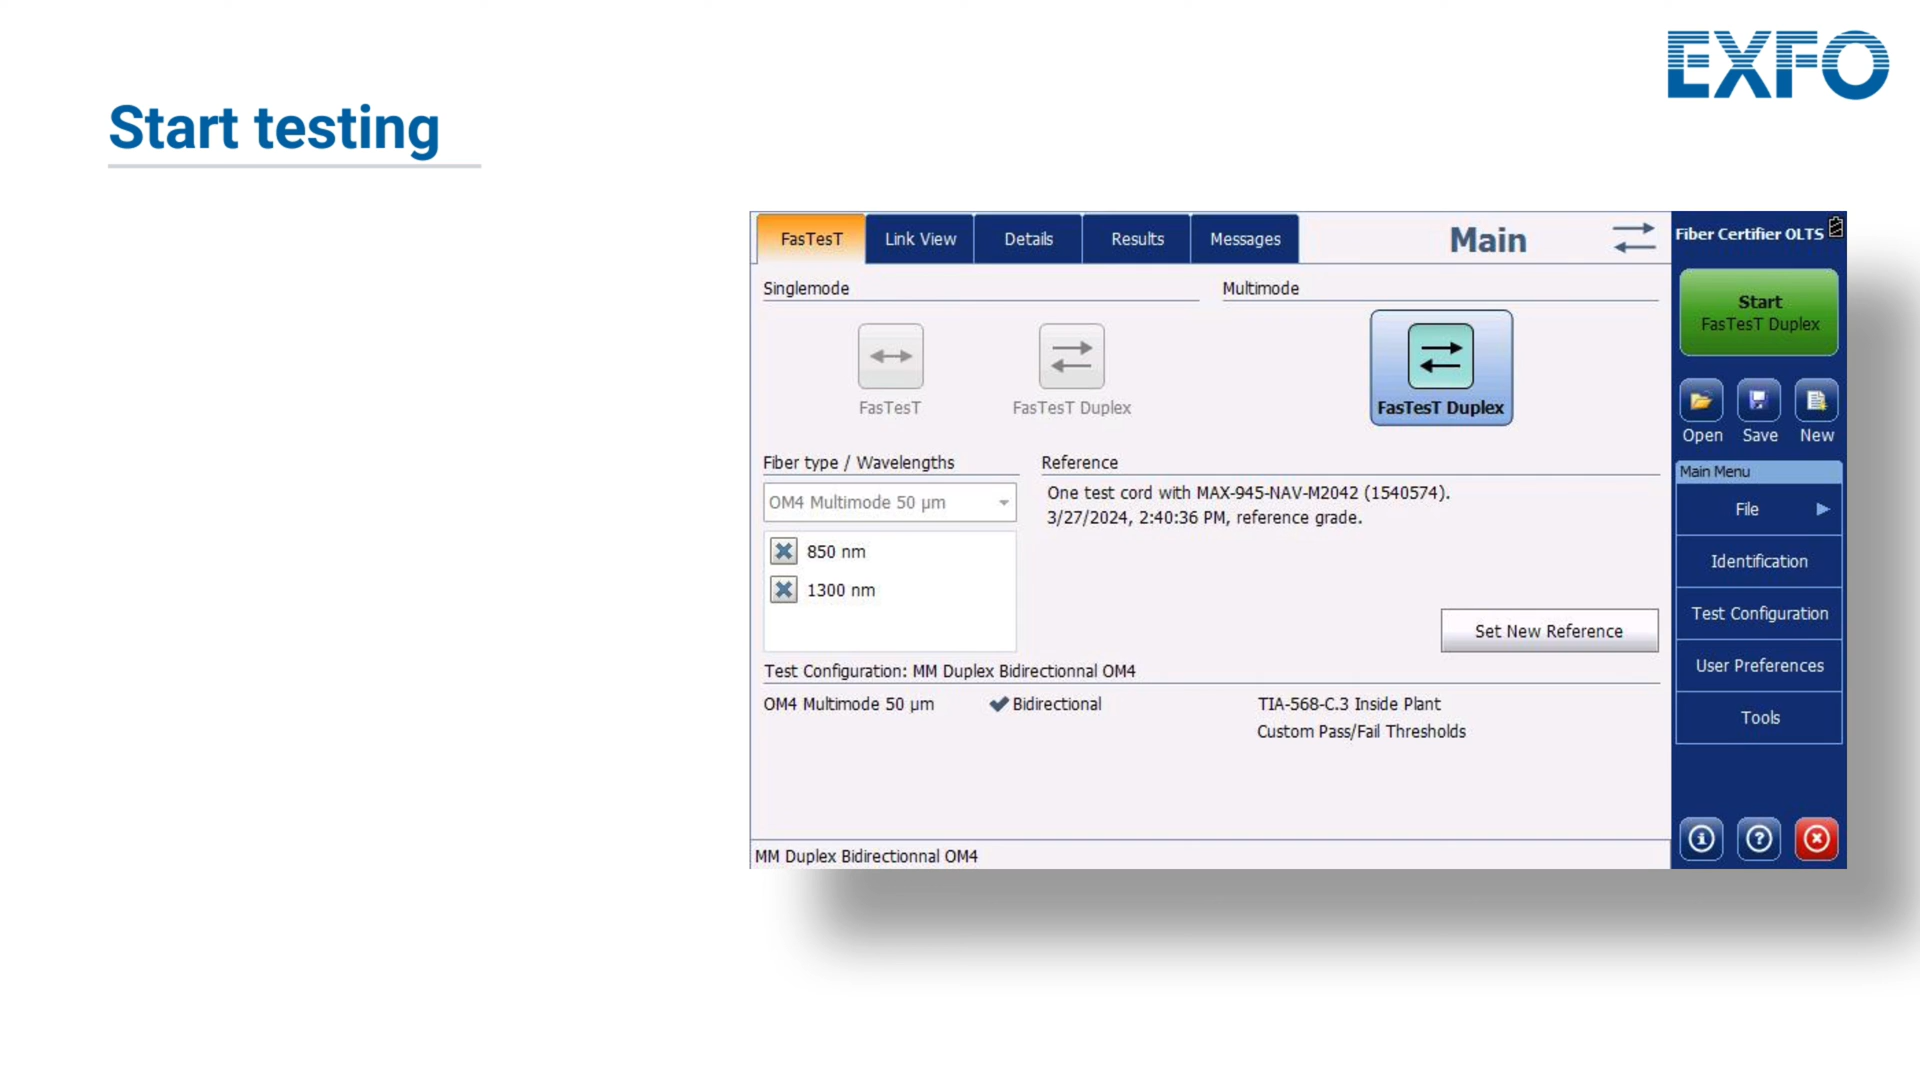 EXFO
Start testing
FasTesT
Link View
Details
Results
Messages
Main
Fiber Certifier OLTS
Singlemode
Multimode
Start
FasTesT Duplex
FasTesT
FasTesT Duplex
FasTesT Duplex
Open
Save
New
Fiber type / Wavelengths
Reference
Main Menu
OM4 Multimode 50 µm
One test cord with MAX-945-NAV-M2042 (1540574).
3/27/2024, 2:40:36 PM, reference grade.
File
850 nm
1300 nm
Identification
Test Configuration
Set New Reference
User Preferences
Test Configuration: MM Duplex Bidirectionnal OM4
OM4 Multimode 50 µm
Bidirectional
TIA-568-C.3 Inside Plant
Custom Pass/Fail Thresholds
Tools
MM Duplex Bidirectionnal OM4